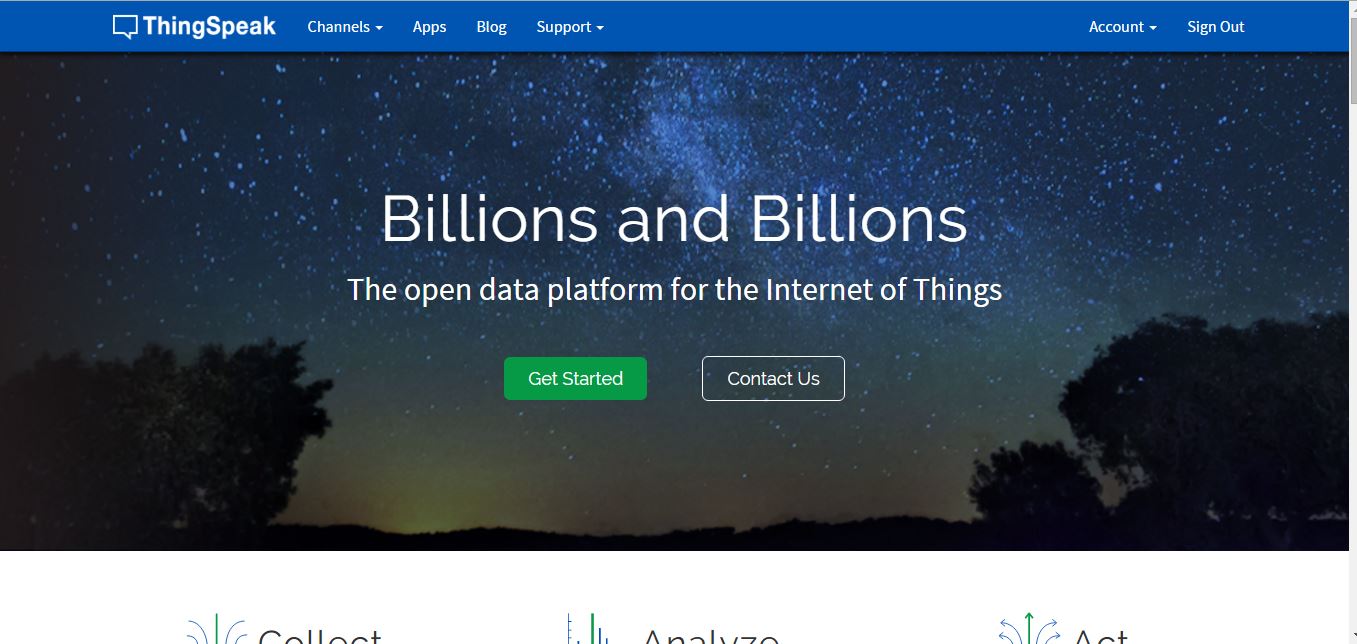 ThingSpeak Channels Apps Blog Support Account Sign Out
Billions and Billions
The open data platform for the Internet of Things
Get Started Contact Us
Collect Analyze Act